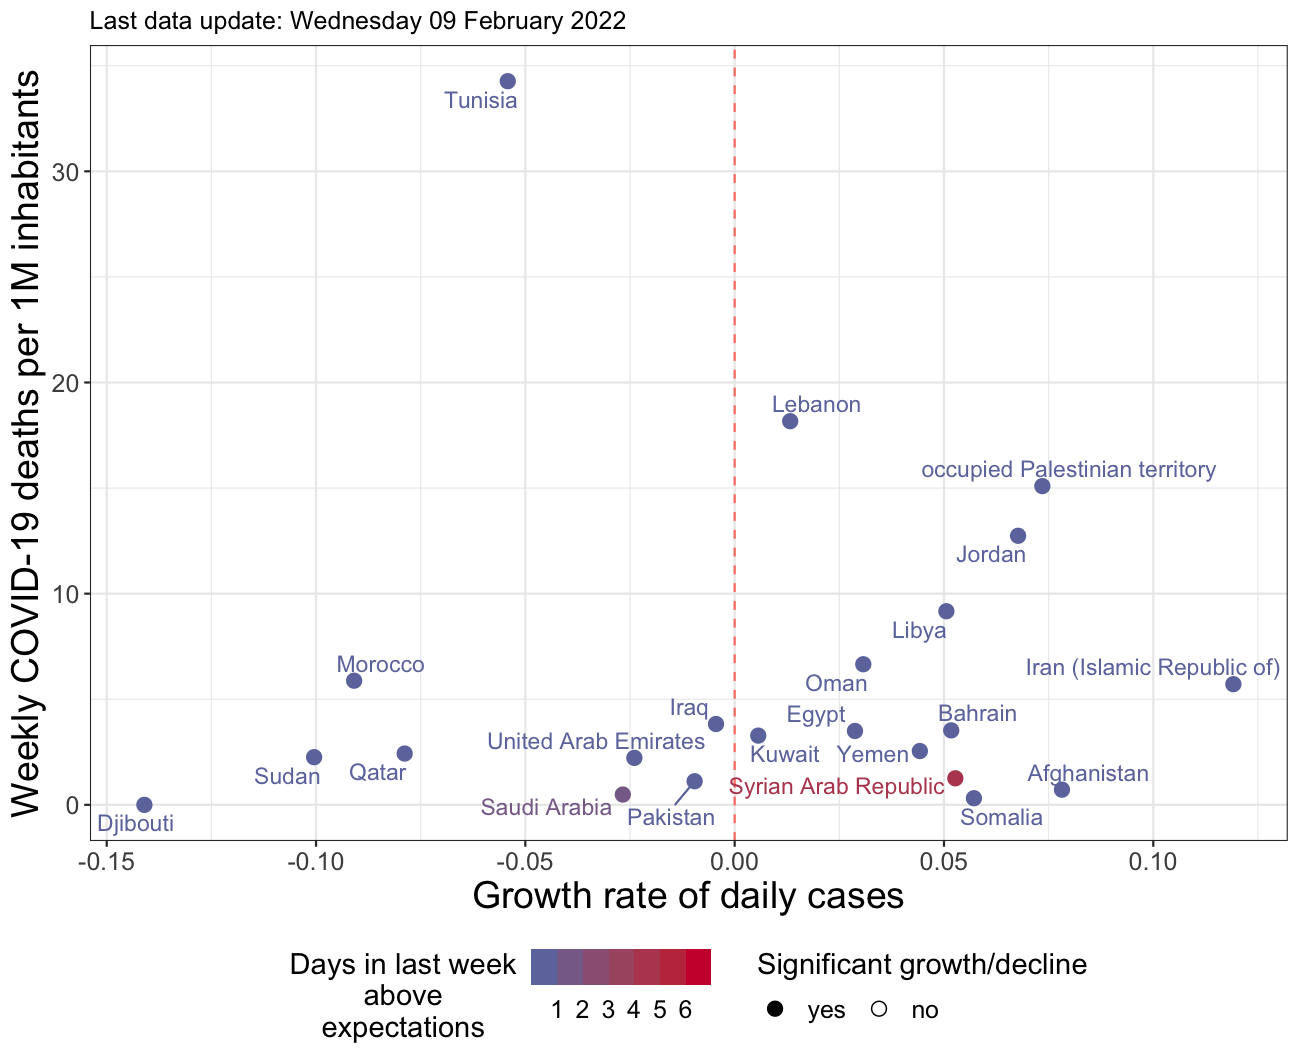 Last data update: Wednesday 09 February 2022
Weekly COVID-19 deaths per 1M inhabitants
30
20
10
0
Tunisia
Lebanon
occupied Palestinian territory
Jordan
Libya
Morocco
Iran (Islamic Republic of)
Oman
Iraq
Egypt
Bahrain
United Arab Emirates
Kuwait
Yemen
Sudan
Qatar
Afghanistan
Syrian Arab Republic
Saudi Arabia
Pakistan
Somalia
Djibouti
-0.15
-0.10
-0.05
0.00
0.05
0.10
Growth rate of daily cases
Days in last week
above
expectations
1 2 3 4 5 6
Significant growth/decline
yes
no